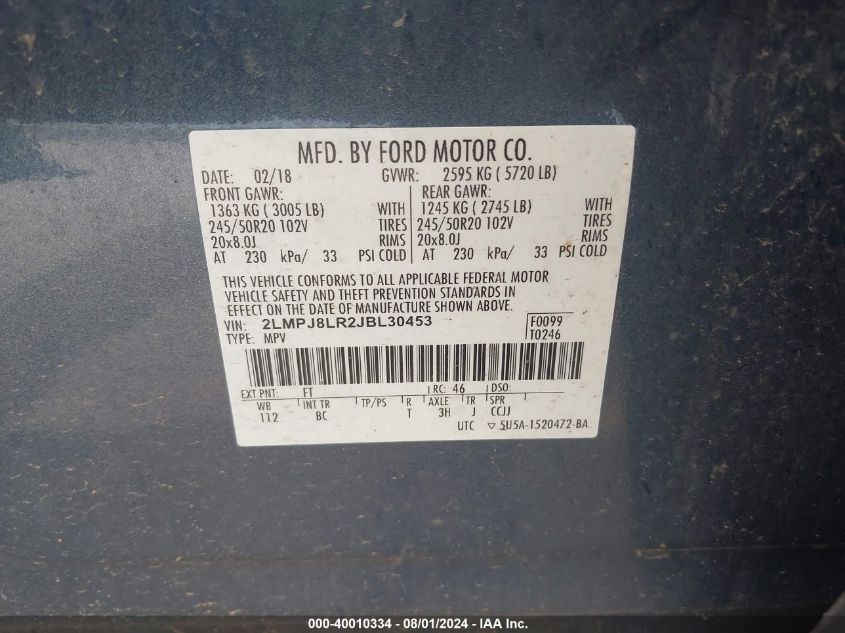 MFD. BY FORD MOTOR CO.
DATE: 02/18 GVWR: 2595 KG ( 5720 LB)
FRONT GAWR: REAR GAWR:
1363 KG ( 3005 LB) WITH 1245 KG ( 2745 LB) WITH
245/50R20 102V TIRES 245/50R20 102V TIRES
20x8.0J RIMS 20x8.0J RIMS
AT 230 kPa/ 33 PSI COLD AT 230 kPa/ 33 PSI COLD
THIS VEHICLE CONFORMS TO ALL APPLICABLE FEDERAL MOTOR
VEHICLE SAFETY AND THEFT PREVENTION STANDARDS IN
EFFECT ON THE DATE OF MANUFACTURE SHOWN ABOVE.
VIN: 2LMPJ8LR2JBL30453 F0099
TYPE: MPV T0246
EXT PNT: FT RC: 46 DSO:
WB INT TR TP/PS R AXLE TR SPR
112 BC T 3H J CCJJ
UTC ▽ 5U5A-1520472-BA
000-40010334 - 08/01/2024 - IAA Inc.